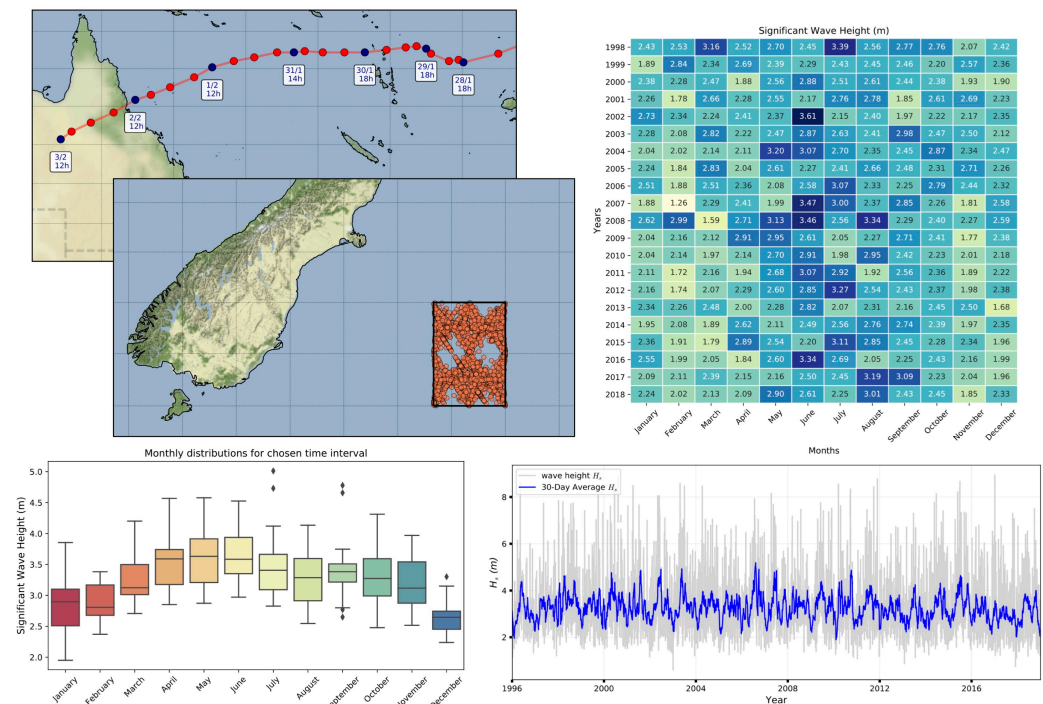 3/2
12h
2/2
12h
1/2
12h
31/1
14h
30/1
18h
29/1
18h
28/1
18h
Significant Wave Height (m)
Years
1998 2.43 2.53 3.16 2.52 2.70 2.45 3.39 2.56 2.77 2.76 2.07 2.42
1999 1.89 2.84 2.34 2.69 2.39 2.29 2.43 2.45 2.46 2.20 2.57 2.36
2000 2.38 2.28 2.47 1.88 2.56 2.88 2.51 2.61 2.44 2.38 1.93 1.90
2001 2.26 1.78 2.66 2.28 2.55 2.17 2.76 2.78 1.85 2.61 2.69 2.23
2002 2.73 2.34 2.24 2.41 2.37 3.61 2.15 2.40 1.97 2.22 2.17 2.35
2003 2.28 2.08 2.82 2.22 2.47 2.87 2.63 2.41 2.98 2.47 2.50 2.12
2004 2.04 2.02 2.14 2.11 3.20 3.07 2.70 2.35 2.45 2.87 2.34 2.47
2005 2.24 1.84 2.83 2.04 2.61 2.27 2.41 2.66 2.48 2.31 2.71 2.26
2006 2.51 1.88 2.51 2.36 2.08 2.58 3.07 2.33 2.25 2.79 2.44 2.32
2007 1.88 1.26 2.29 2.41 1.99 3.47 3.00 2.37 2.85 2.26 1.81 2.58
2008 2.62 2.99 1.59 2.71 3.13 3.46 2.56 3.34 2.29 2.40 2.27 2.59
2009 2.04 2.16 2.12 2.91 2.95 2.61 2.05 2.27 2.71 2.41 1.77 2.38
2010 2.04 2.14 1.97 2.14 2.70 2.91 1.98 2.95 2.42 2.23 2.01 2.18
2011 2.11 1.72 2.16 1.94 2.68 3.07 2.92 1.92 2.56 2.36 1.89 2.22
2012 2.16 1.74 2.07 2.29 2.60 2.85 3.27 2.54 2.43 2.37 1.98 2.38
2013 2.34 2.26 2.48 2.00 2.28 2.82 2.07 2.31 2.16 2.45 2.50 1.68
2014 1.95 2.08 1.89 2.62 2.11 2.49 2.56 2.76 2.74 2.39 1.97 2.35
2015 2.36 1.91 1.79 2.89 2.54 2.20 3.11 2.85 2.45 2.28 2.34 1.96
2016 2.55 1.99 2.05 1.84 2.60 3.34 2.69 2.05 2.25 2.43 2.16 1.99
2017 2.09 2.11 2.39 2.15 2.16 2.50 2.45 3.19 3.09 2.23 2.04 1.96
2018 2.24 2.02 2.13 2.09 2.90 2.61 2.25 3.01 2.43 2.45 1.85 2.33
January February March April May June July August September October November December
Months
Monthly distributions for chosen time interval
Significant Wave Height (m)
5.0
4.5
4.0
3.5
3.0
2.5
2.0
January February March April May June July August September October November December
wave height Hₛ
30-Day Average Hₛ
Hₛ (m)
8
6
4
2
1996 2000 2004 2008 2012 2016
Year